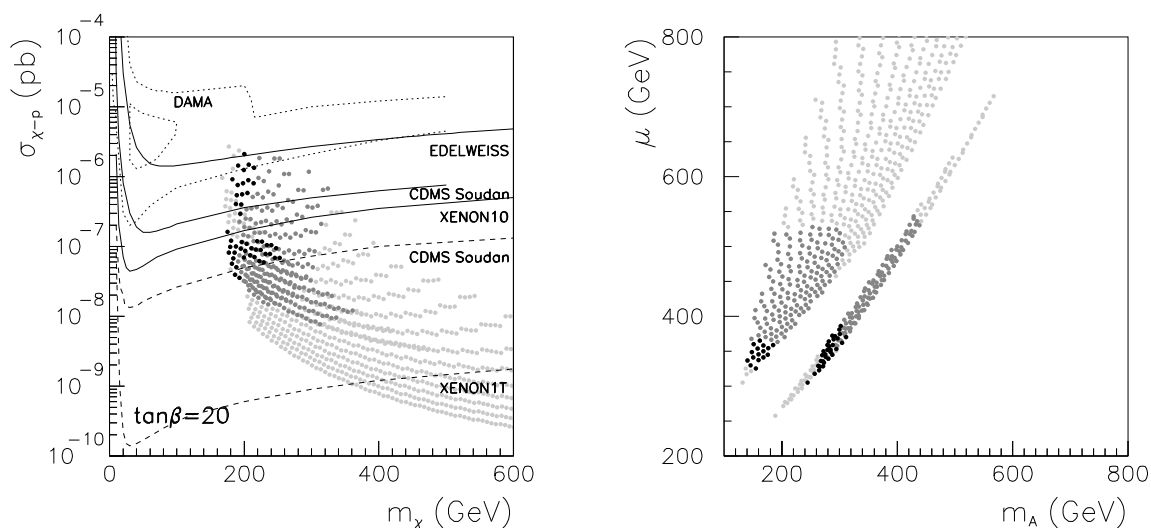 σχ-p (pb)
10⁻⁴
10⁻⁵
10⁻⁶
10⁻⁷
10⁻⁸
10⁻⁹
10⁻¹⁰
DAMA
EDELWEISS
CDMS Soudan
XENON10
CDMS Soudan
XENON1T
tanβ=20
0 200 400 600
mχ (GeV)
μ (GeV)
800
600
400
200
200 400 600 800
m_A (GeV)